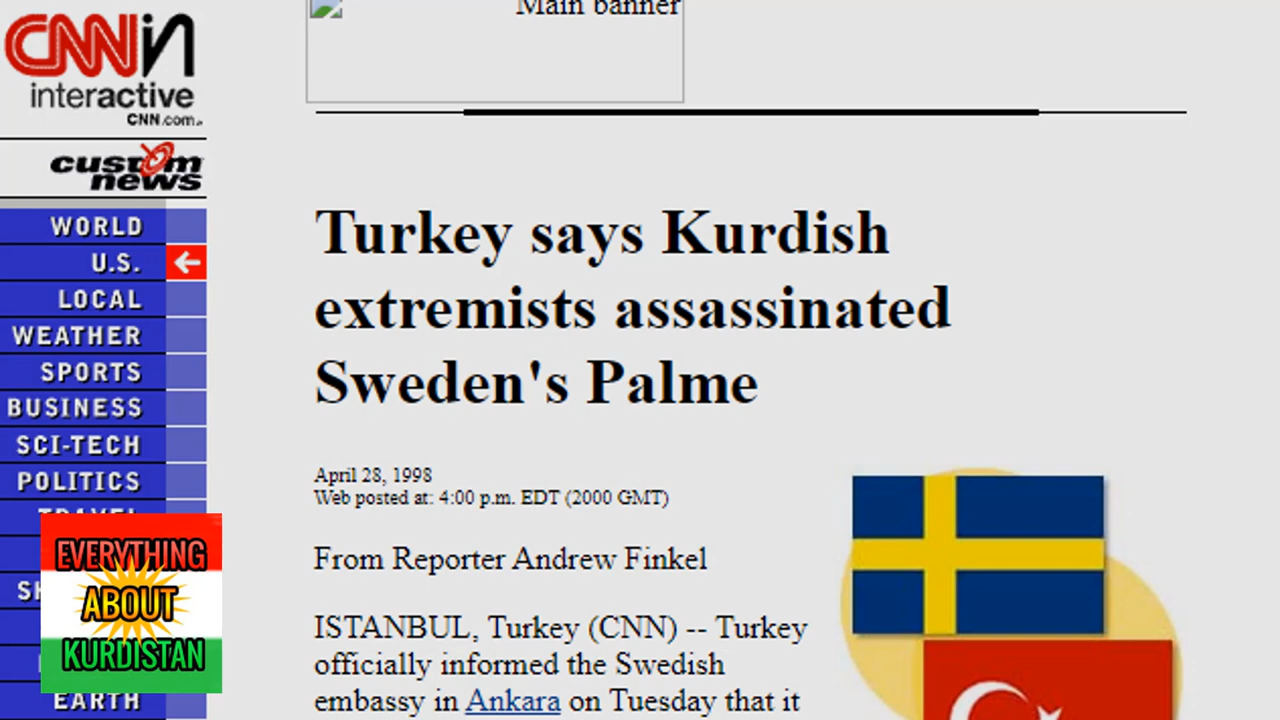 Main banner
CNNin
interactive
CNN.com
custom
news
WORLD
U.S.
LOCAL
WEATHER
SPORTS
BUSINESS
SCI-TECH
POLITICS
TRAVEL
EARTH
EVERYTHING
ABOUT
KURDISTAN
Turkey says Kurdish
extremists assassinated
Sweden's Palme
April 28, 1998
Web posted at: 4:00 p.m. EDT (2000 GMT)
From Reporter Andrew Finkel
ISTANBUL, Turkey (CNN) -- Turkey
officially informed the Swedish
embassy in Ankara on Tuesday that it